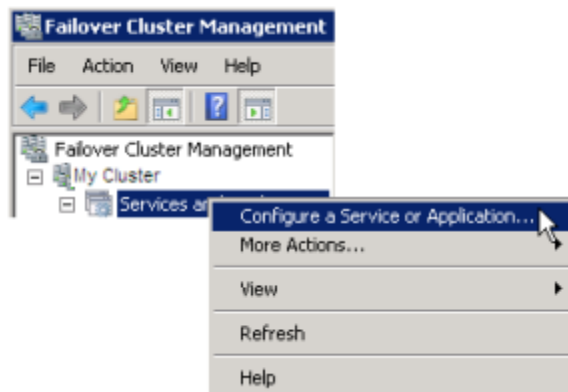 Failover Cluster Management
File Action View Help
Failover Cluster Management
My Cluster
Services a
Configure a Service or Application...
More Actions...
View
Refresh
Help